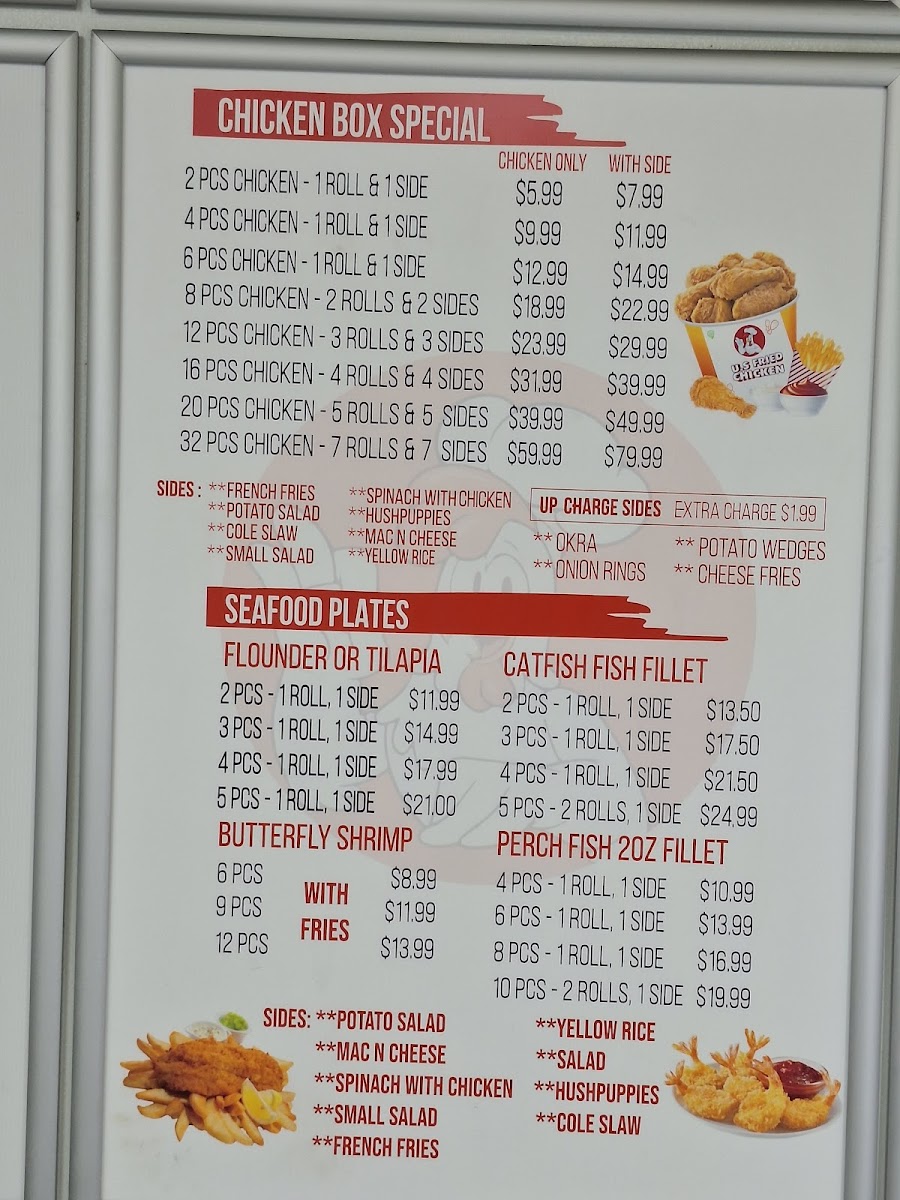 CHICKEN BOX SPECIAL
CHICKEN ONLY WITH SIDE
2 PCS CHICKEN - 1 ROLL & 1 SIDE $5.99 $7.99
4 PCS CHICKEN - 1 ROLL & 1 SIDE $9.99 $11.99
6 PCS CHICKEN - 1 ROLL & 1 SIDE $12.99 $14.99
8 PCS CHICKEN - 2 ROLLS & 2 SIDES $18.99 $22.99
12 PCS CHICKEN - 3 ROLLS & 3 SIDES $23.99 $29.99
16 PCS CHICKEN - 4 ROLLS & 4 SIDES $31.99 $39.99
20 PCS CHICKEN - 5 ROLLS & 5 SIDES $39.99 $49.99
32 PCS CHICKEN - 7 ROLLS & 7 SIDES $59.99 $79.99
U.S FRIED
CHICKEN
SIDES : **FRENCH FRIES
**POTATO SALAD
**COLE SLAW
**SMALL SALAD
**SPINACH WITH CHICKEN
**HUSHPUPPIES
**MAC N CHEESE
**YELLOW RICE
UP CHARGE SIDES EXTRA CHARGE $1.99
** OKRA ** POTATO WEDGES
** ONION RINGS ** CHEESE FRIES
SEAFOOD PLATES
FLOUNDER OR TILAPIA
2 PCS - 1 ROLL, 1 SIDE $11.99
3 PCS - 1 ROLL, 1 SIDE $14.99
4 PCS - 1 ROLL, 1 SIDE $17.99
5 PCS - 1 ROLL, 1 SIDE $21.00
BUTTERFLY SHRIMP
6 PCS $8.99
9 PCS $11.99
12 PCS $13.99
WITH
FRIES
CATFISH FISH FILLET
2 PCS - 1 ROLL, 1 SIDE $13.50
3 PCS - 1 ROLL, 1 SIDE $17.50
4 PCS - 1 ROLL, 1 SIDE $21.50
5 PCS - 2 ROLLS, 1 SIDE $24,99
PERCH FISH 2OZ FILLET
4 PCS - 1 ROLL, 1 SIDE $10.99
6 PCS - 1 ROLL, 1 SIDE $13.99
8 PCS - 1 ROLL, 1 SIDE $16.99
10 PCS - 2 ROLLS, 1 SIDE $19.99
SIDES: **POTATO SALAD
**MAC N CHEESE
**SPINACH WITH CHICKEN
**SMALL SALAD
**FRENCH FRIES
**YELLOW RICE
**SALAD
**HUSHPUPPIES
**COLE SLAW